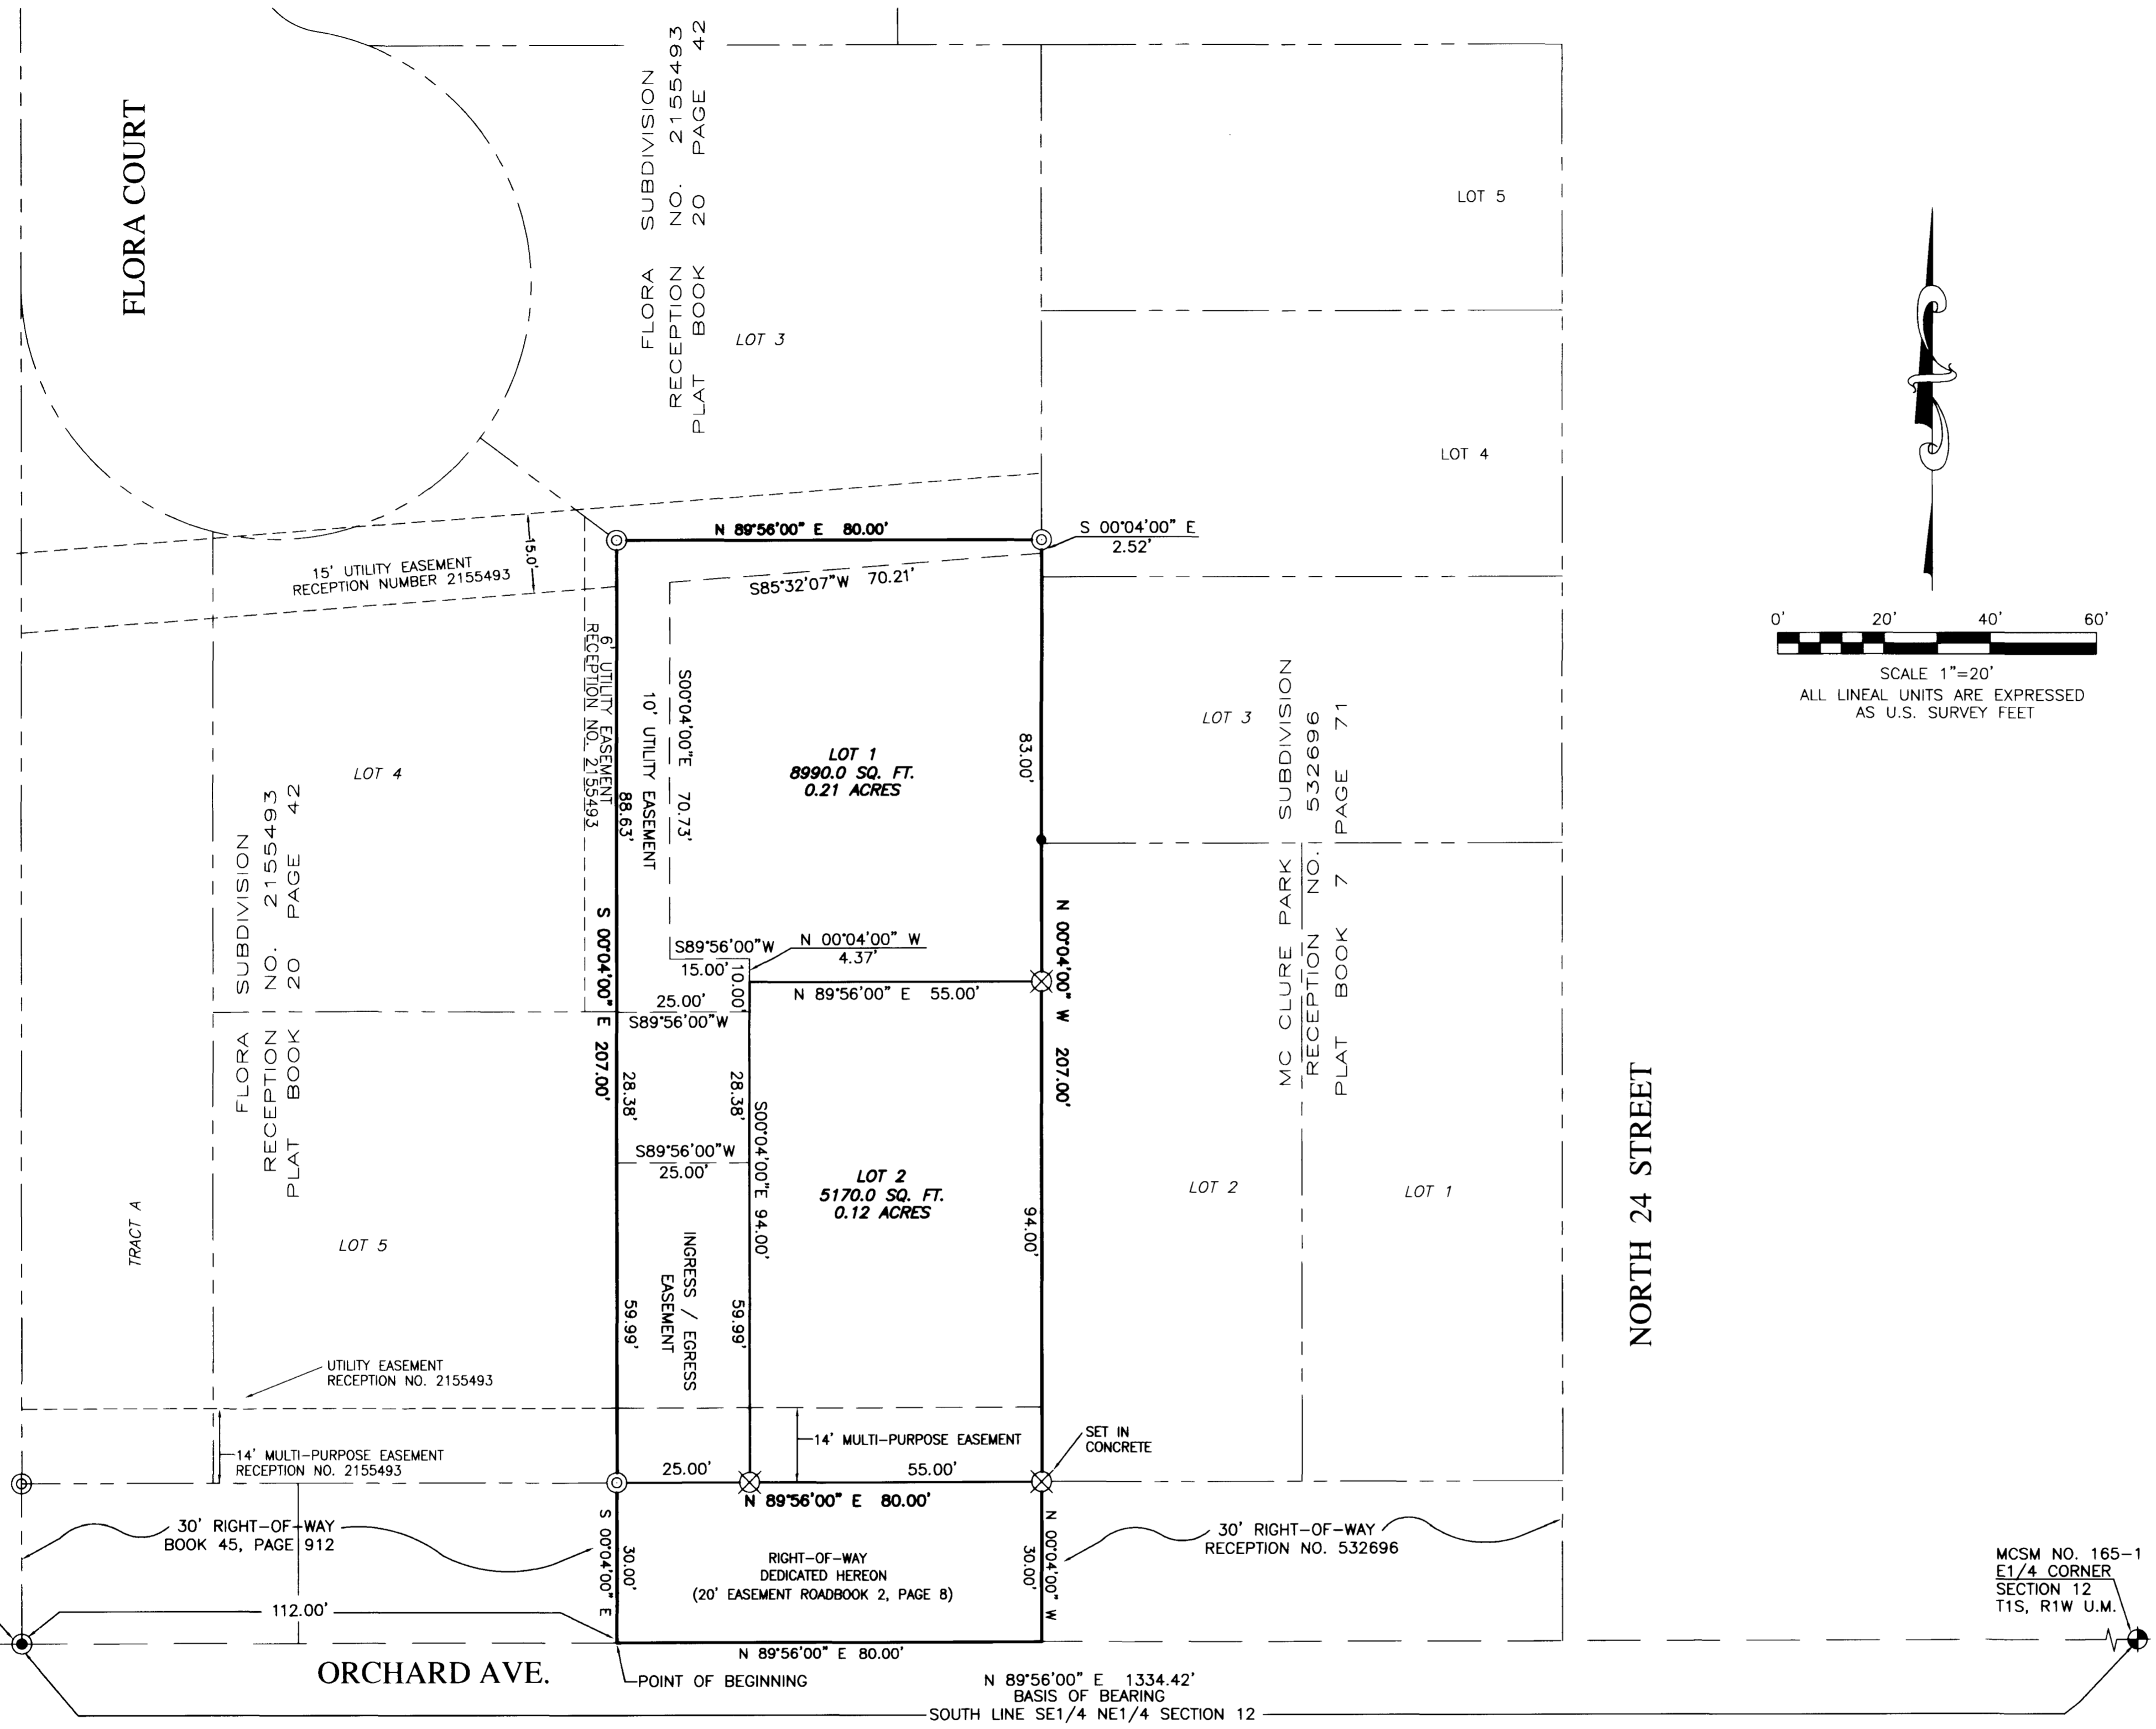 FLORA COURT
FLORA SUBDIVISION
RECEPTION NO. 2155493
PLAT BOOK 20 PAGE 42
LOT 3
LOT 5
LOT 4
N 89°56'00" E 80.00'
S 00°04'00" E
2.52'
15' UTILITY EASEMENT
RECEPTION NUMBER 2155493
15.0'
S85°32'07"W 70.21'
6' UTILITY EASEMENT
RECEPTION NO. 2155493
88.63'
10' UTILITY EASEMENT
S00°04'00"E 70.73'
LOT 1
8990.0 SQ. FT.
0.21 ACRES
83.00'
0' 20' 40' 60'
SCALE 1"=20'
ALL LINEAL UNITS ARE EXPRESSED
AS U.S. SURVEY FEET
LOT 3
MC CLURE PARK SUBDIVISION
RECEPTION NO. 532696
PLAT BOOK 7 PAGE 71
LOT 4
FLORA SUBDIVISION
RECEPTION NO. 2155493
PLAT BOOK 20 PAGE 42
S 00°04'00" E 207.00'
S89°56'00"W
15.00'
10.00'
N 00°04'00" W
4.37'
N 89°56'00" E 55.00'
N 00°04'00" W 207.00'
25.00'
S89°56'00"W
28.38'
28.38'
S00°04'00"E 94.00'
S89°56'00"W
25.00'
LOT 2
5170.0 SQ. FT.
0.12 ACRES
94.00'
LOT 2
LOT 1
NORTH 24 STREET
TRACT A
LOT 5
INGRESS / EGRESS
EASEMENT
59.99'
59.99'
UTILITY EASEMENT
RECEPTION NO. 2155493
14' MULTI-PURPOSE EASEMENT
RECEPTION NO. 2155493
14' MULTI-PURPOSE EASEMENT
SET IN
CONCRETE
25.00'
55.00'
N 89°56'00" E 80.00'
30' RIGHT-OF-WAY
BOOK 45, PAGE 912
S 00°04'00" E
30.00'
RIGHT-OF-WAY
DEDICATED HEREON
(20' EASEMENT ROADBOOK 2, PAGE 8)
30.00'
N 00°04'00" W
30' RIGHT-OF-WAY
RECEPTION NO. 532696
MCSM NO. 165-1
E1/4 CORNER
SECTION 12
T1S, R1W U.M.
112.00'
N 89°56'00" E 80.00'
ORCHARD AVE.
POINT OF BEGINNING
N 89°56'00" E 1334.42'
BASIS OF BEARING
SOUTH LINE SE1/4 NE1/4 SECTION 12